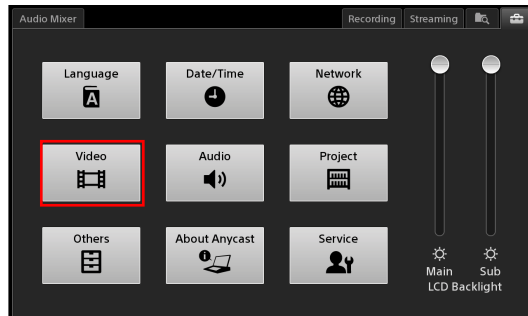 Audio Mixer
Recording
Streaming
Language
A
Date/Time
Network
Video
Audio
Project
Others
About Anycast
Service
Main
Sub
LCD Backlight